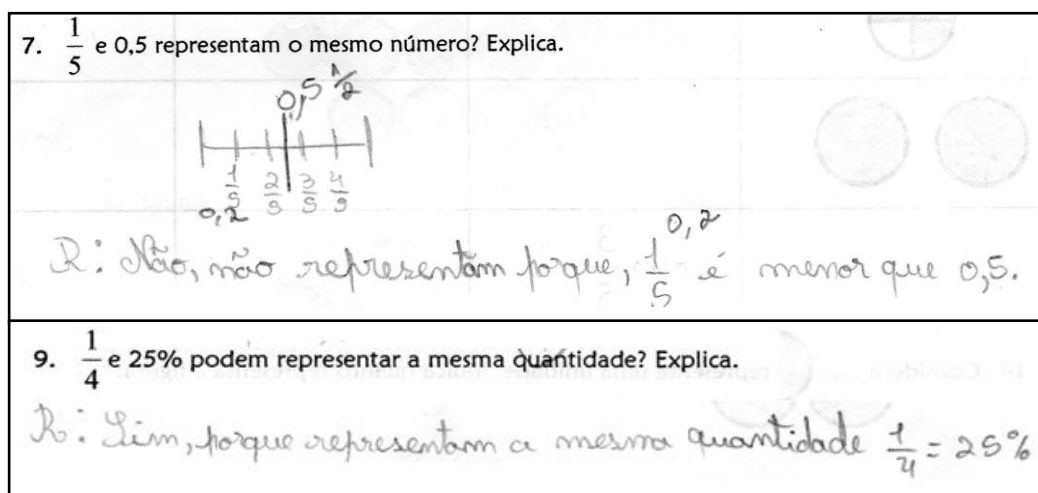 7. 1/5 e 0,5 representam o mesmo número? Explica.
0,5 1/2
1/5 2/5 3/5 4/5
0,2
0,2
R: Não, não representam porque, 1/5 é menor que 0,5.
9. 1/4 e 25% podem representar a mesma quantidade? Explica.
R: Sim, porque representam a mesma quantidade 1/4 = 25%